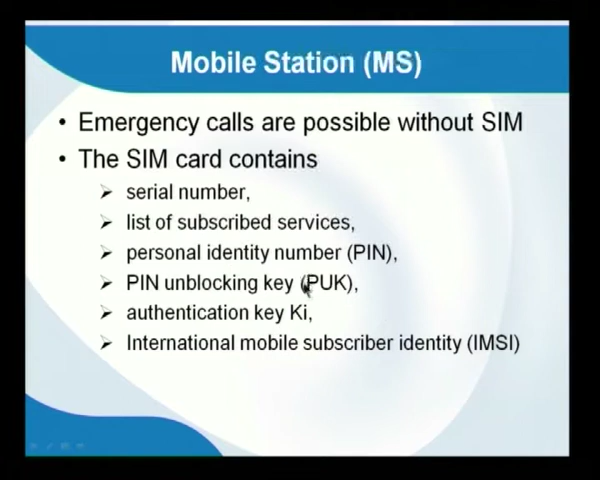 Mobile Station (MS)
• Emergency calls are possible without SIM
• The SIM card contains
➢ serial number,
➢ list of subscribed services,
➢ personal identity number (PIN),
➢ PIN unblocking key (PUK),
➢ authentication key Ki,
➢ International mobile subscriber identity (IMSI)